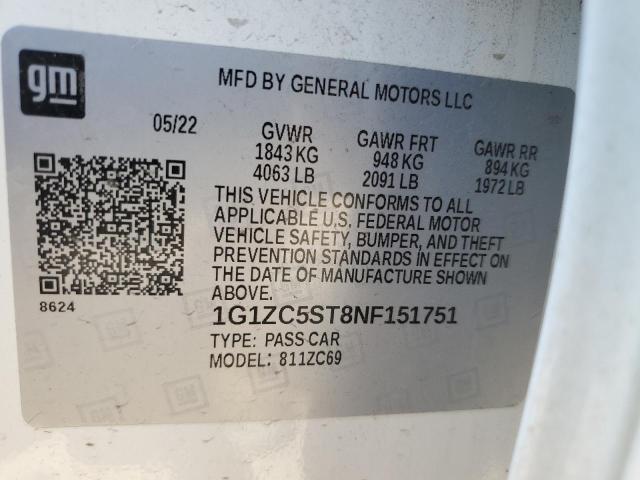 gm
MFD BY GENERAL MOTORS LLC
05/22
GVWR
1843 KG
4063 LB
GAWR FRT
948 KG
2091 LB
GAWR RR
894 KG
1972 LB
THIS VEHICLE CONFORMS TO ALL
APPLICABLE U.S. FEDERAL MOTOR
VEHICLE SAFETY, BUMPER, AND THEFT
PREVENTION STANDARDS IN EFFECT ON
THE DATE OF MANUFACTURE SHOWN
ABOVE.
8624
1G1ZC5ST8NF151751
TYPE: PASS CAR
MODEL: 811ZC69